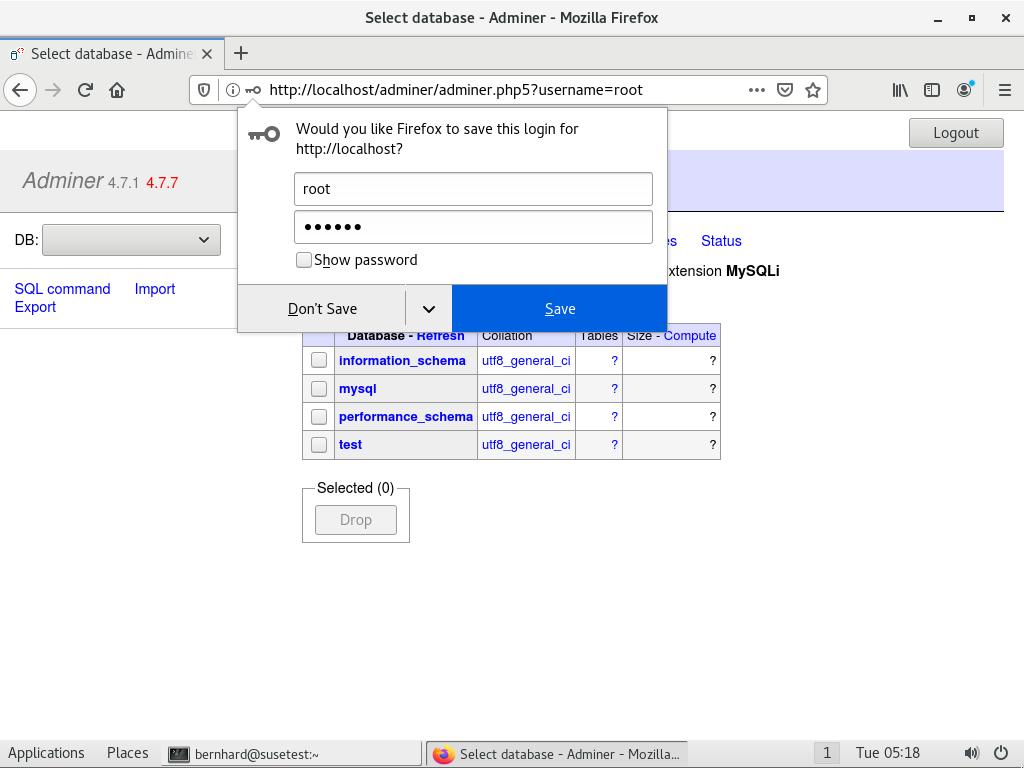 Select database - Adminer - Mozilla Firefox
Select database - Admine
http://localhost/adminer/adminer.php5?username=root
Would you like Firefox to save this login for
http://localhost?
Logout
Adminer 4.7.1 4.7.7
root
••••••
DB:
es Status
Show password
xtension MySQLi
SQL command Import
Export
Don't Save
Save
Database - Refresh Collation Tables Size - Compute
information_schema utf8_general_ci ? ?
mysql utf8_general_ci ? ?
performance_schema utf8_general_ci ? ?
test utf8_general_ci ? ?
Selected (0)
Drop
Applications Places bernhard@susetest:~ Select database - Adminer - Mozilla... 1 Tue 05:18